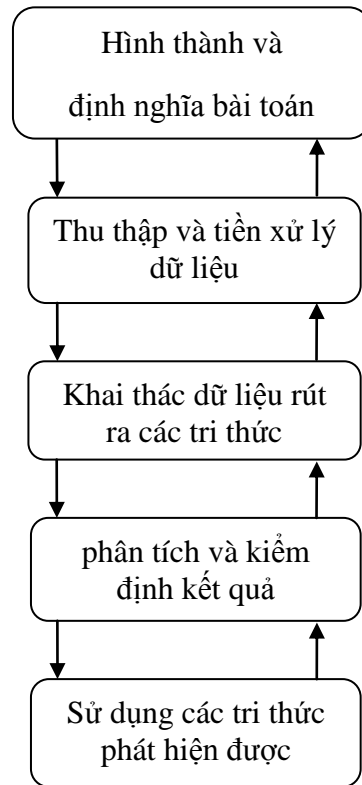 Hình thành và
định nghĩa bài toán
Thu thập và tiền xử lý
dữ liệu
Khai thác dữ liệu rút
ra các tri thức
phân tích và kiểm
định kết quả
Sử dụng các tri thức
phát hiện được